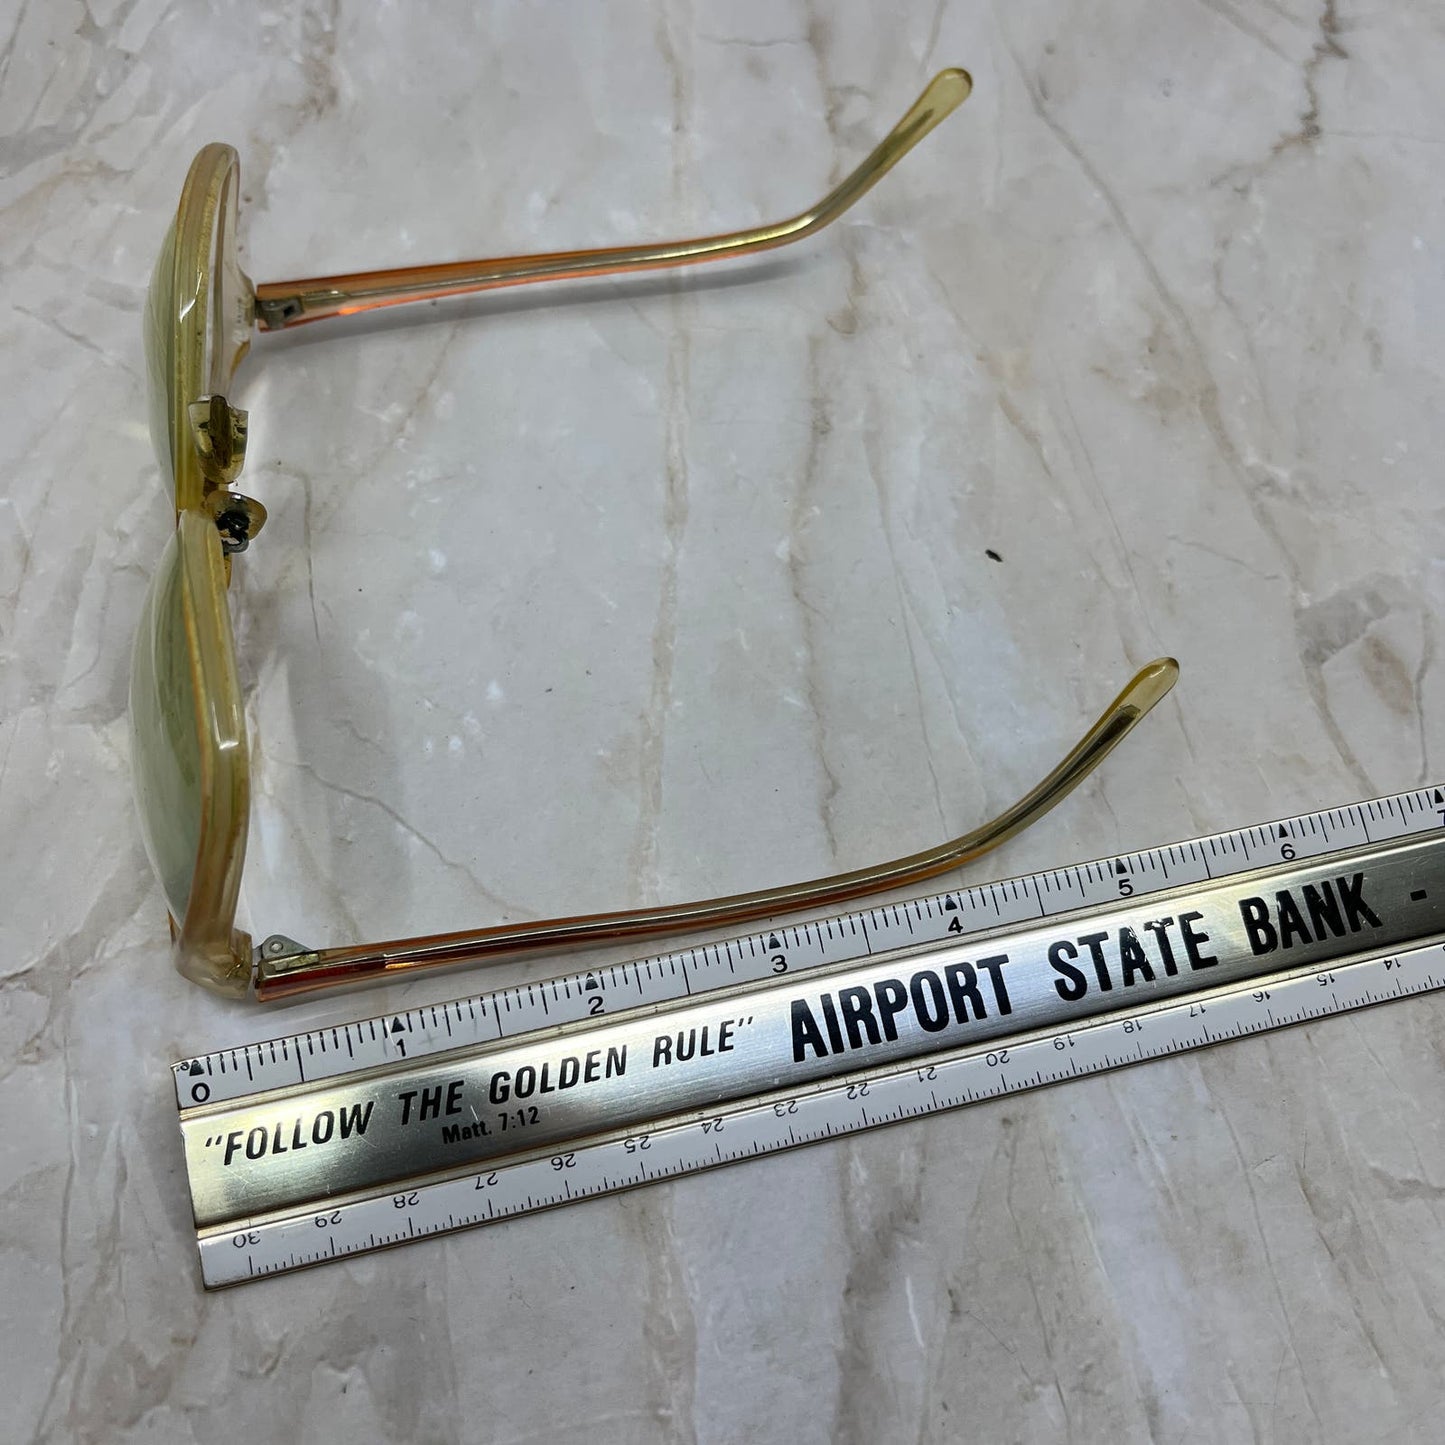 0 1 2 3 4 5 6 7
"FOLLOW THE GOLDEN RULE" AIRPORT STATE BANK -
Matt. 7:12
30 29 28 27 26 25 24 23 22 21 20 19 18 17 16 15 14